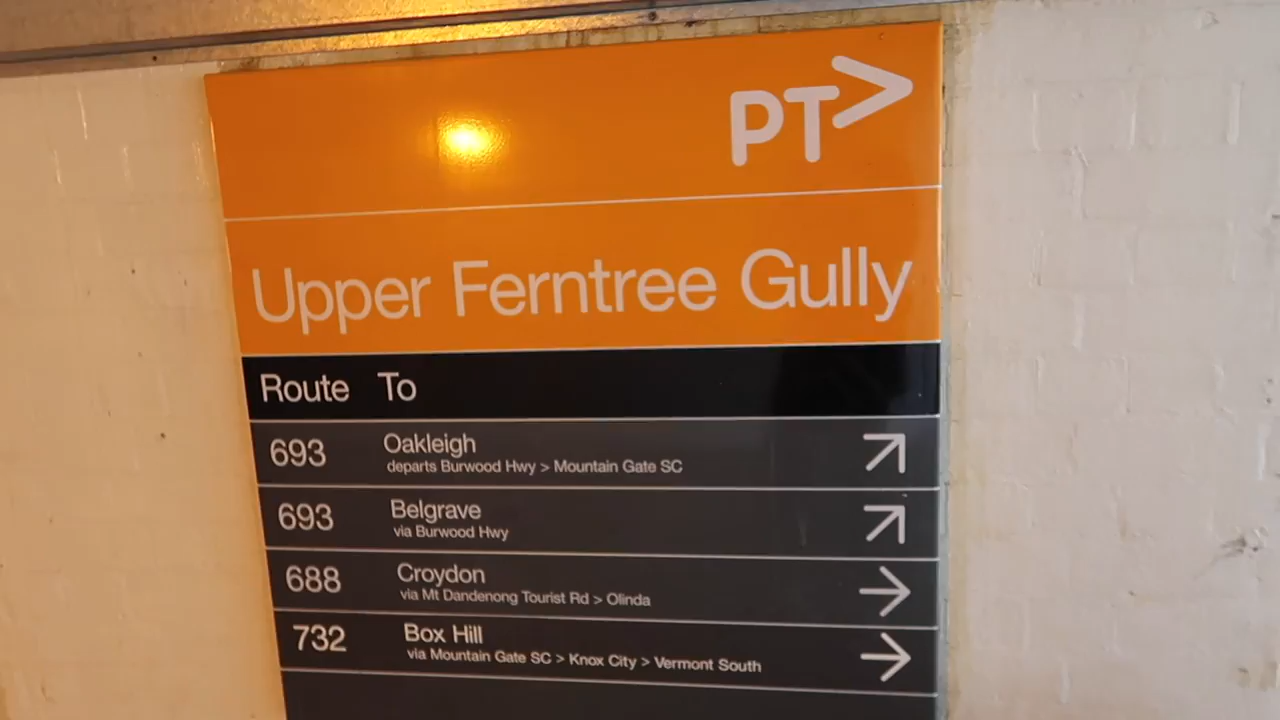 PT>
Upper Ferntree Gully
Route To
693 Oakleigh
departs Burwood Hwy > Mountain Gate SC
693 Belgrave
via Burwood Hwy
688 Croydon
via Mt Dandenong Tourist Rd > Olinda
732 Box Hill
via Mountain Gate SC > Knox City > Vermont South